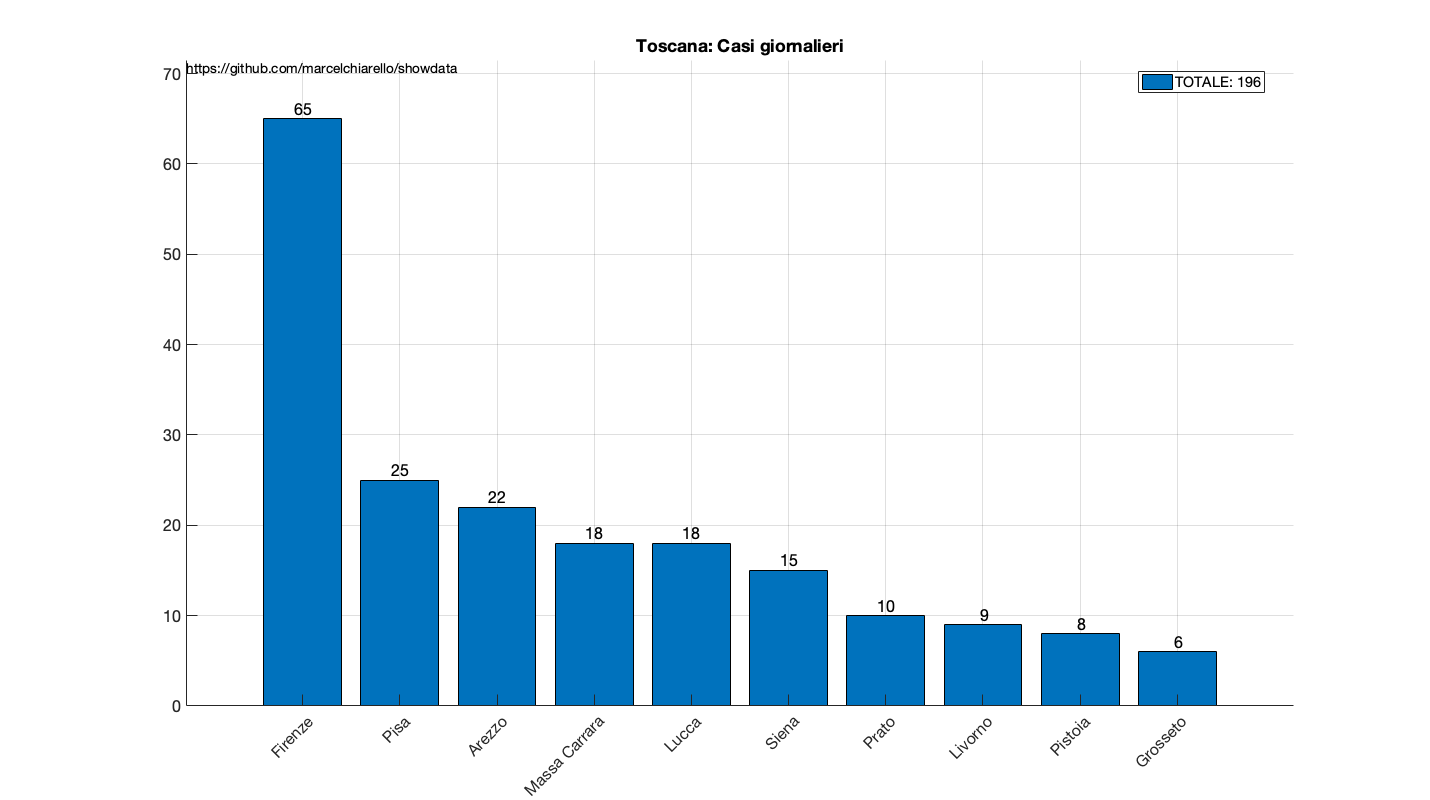 Toscana: Casi giornalieri
https://github.com/marcelchiarello/showdata
TOTALE: 196
70
60
50
40
30
20
10
0
65
25
22
18
18
15
10
9
8
6
Firenze
Pisa
Arezzo
Massa Carrara
Lucca
Siena
Prato
Livorno
Pistoia
Grosseto